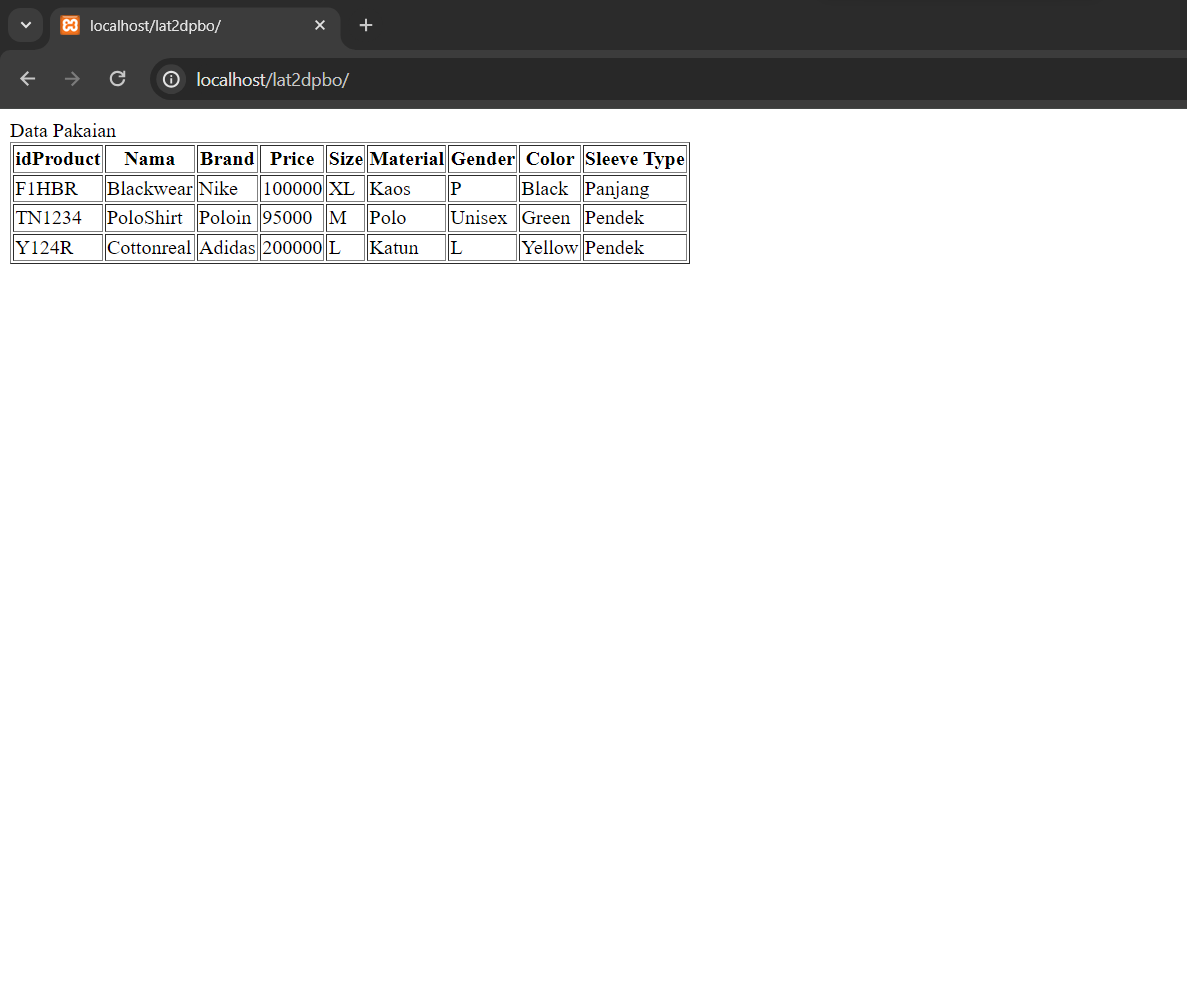 localhost/lat2dpbo/
localhost/lat2dpbo/
Data Pakaian
idProduct Nama Brand Price Size Material Gender Color Sleeve Type
F1HBR Blackwear Nike 100000 XL Kaos P Black Panjang
TN1234 PoloShirt Poloin 95000 M Polo Unisex Green Pendek
Y124R Cottonreal Adidas 200000 L Katun L Yellow Pendek